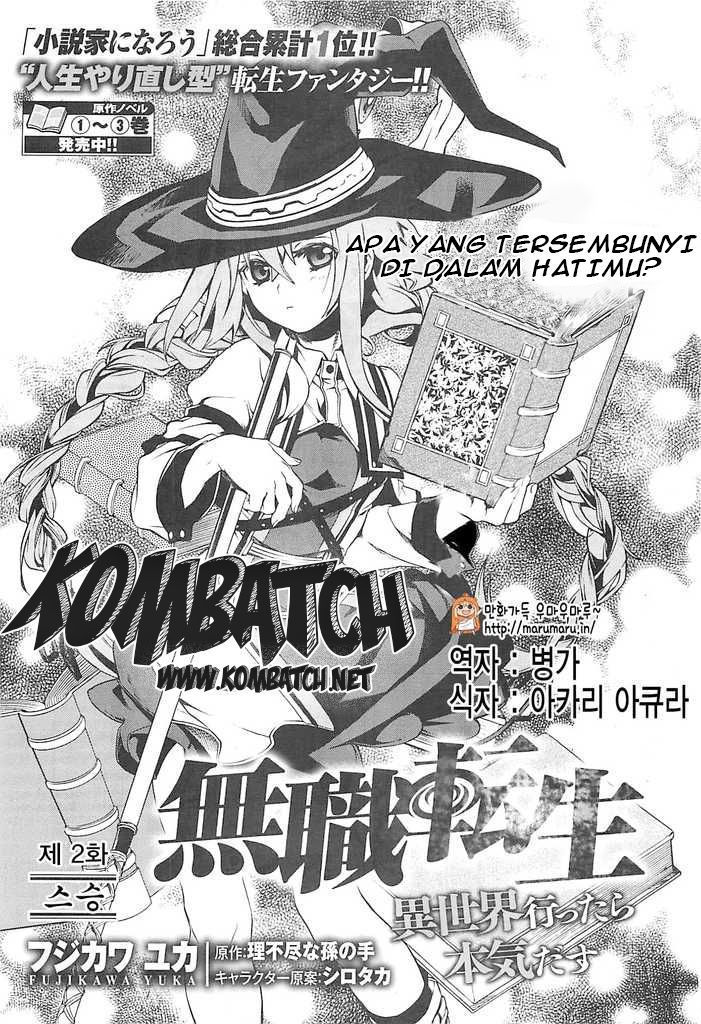 「小説家になろう」総合累計1位!!
“人生やり直し型”転生ファンタジー!!
原作ノベル
①〜③巻
発売中!!
APA YANG TERSEMBUNYI
DI DALAM HATIMU?
KOMBATCH
WWW.KOMBATCH.NET
만화가득 우마우마루~
http://marumaru.in/
역자 : 병가
식자 : 아카리 아큐라
無職転生
異世界行ったら
本気だす
제 2화
스승
フジカワ ユカ
FUJIKAWA YUKA
原作:理不尽な孫の手
キャラクター原案:シロタカ